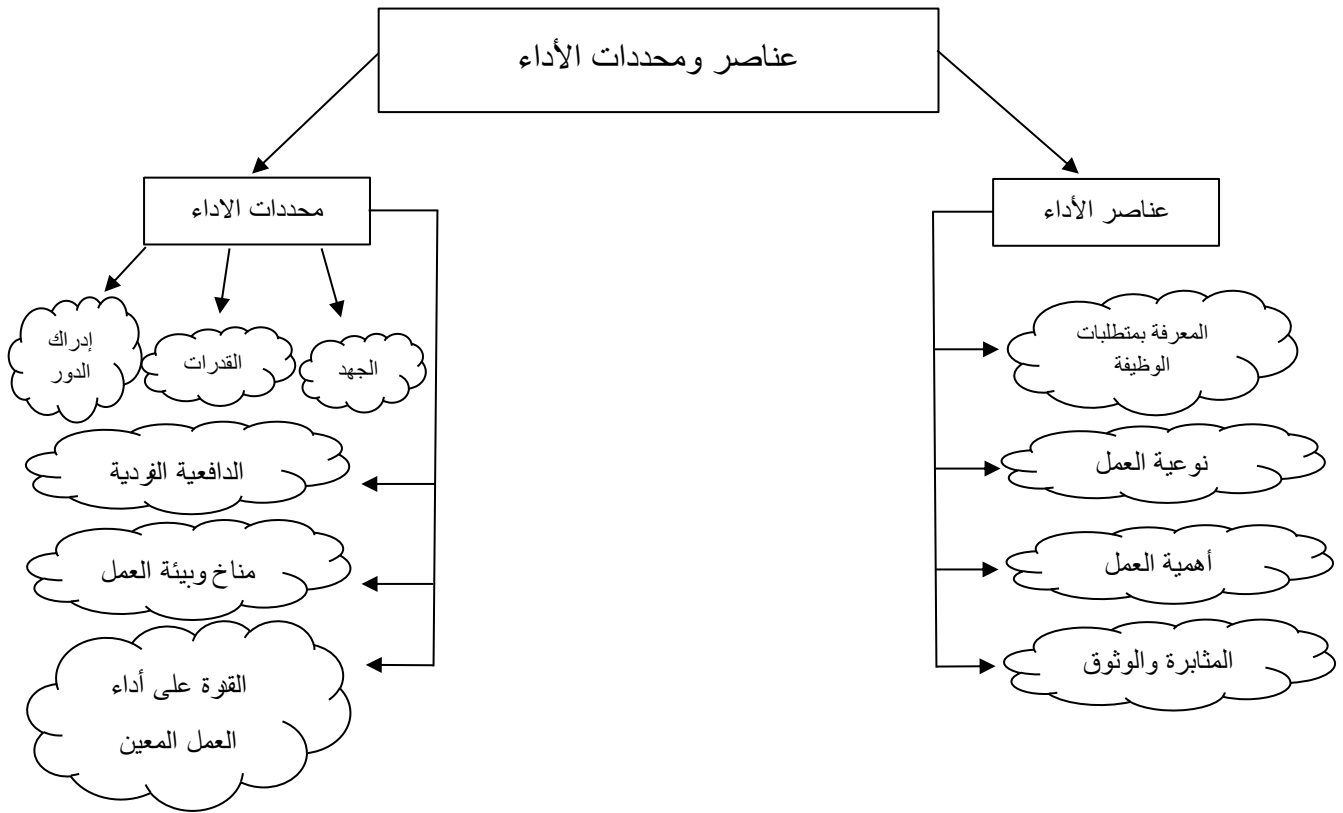 عناصر ومحددات الأداء
عناصر الأداء
محددات الاداء
المعرفة بمتطلبات
الوظيفة
نوعية العمل
أهمية العمل
المثابرة والوثوق
الجهد
القدرات
إدراك
الدور
الدافعية الفردية
مناخ وبيئة العمل
القدرة على أداء
العمل المعين